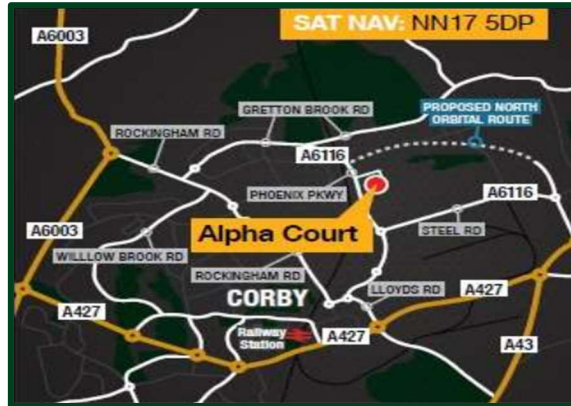 SAT NAV: NN17 5DP
A6003
GRETTON BROOK RD
PROPOSED NORTH
ORBITAL ROUTE
ROCKINGHAM RD
A6116
PHOENIX PKWY
A6116
A6003
Alpha Court
STEEL RD
WILLLOW BROOK RD
ROCKINGHAM RD
CORBY
LLOYDS RD
A427
A427
Railway
Station
A427
A43